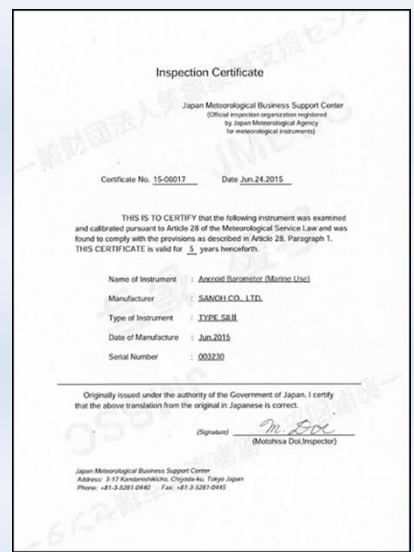 Inspection Certificate
Japan Meteorological Business Support Center
(Official inspection organization registered
by Japan Meteorological Agency
for meteorological instruments)
Certificate No. 15-06017 Date Jun.24.2015
THIS IS TO CERTIFY that the following instrument was examined
and calibrated pursuant to Article 28 of the Meteorological Service Law and was
found to comply with the provisions as described in Article 28, Paragraph 1.
THIS CERTIFICATE is valid for 5 years henceforth.
Name of Instrument : Aneroid Barometer (Marine Use)
Manufacturer : SANOH CO., LTD.
Type of Instrument :
Date of Manufacture : Jun.2015
Serial Number : 003230
Originally issued under the authority of the Government of Japan. I certify
that the above translation from the original in Japanese is correct.
(Signature) M. Doi
(Motohisa Doi,Inspector)
Japan Meteorological Business Support Center
Address: 3-17 Kandanishikicho, Chiyoda-ku, Tokyo Japan
Phone: +81-3-5281-0440 Fax: +81-3-5281-0445